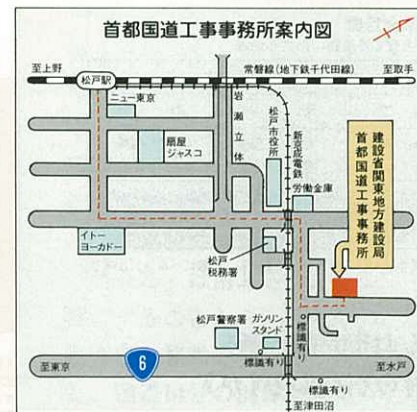 首都国道工事事務所案内図
至上野
松戸駅
常磐線(地下鉄千代田線)
至取手
ニュー東京
岩瀬立体
松戸市役所
新京成電鉄
扇屋
ジャスコ
労働金庫
建設省関東地方建設局
首都国道工事事務所
イトー
ヨーカドー
松戸
税務署
松戸警察署
ガソリン
スタンド
標識有り
標識有り
至東京
6
標識有り
至水戸
至津田沼